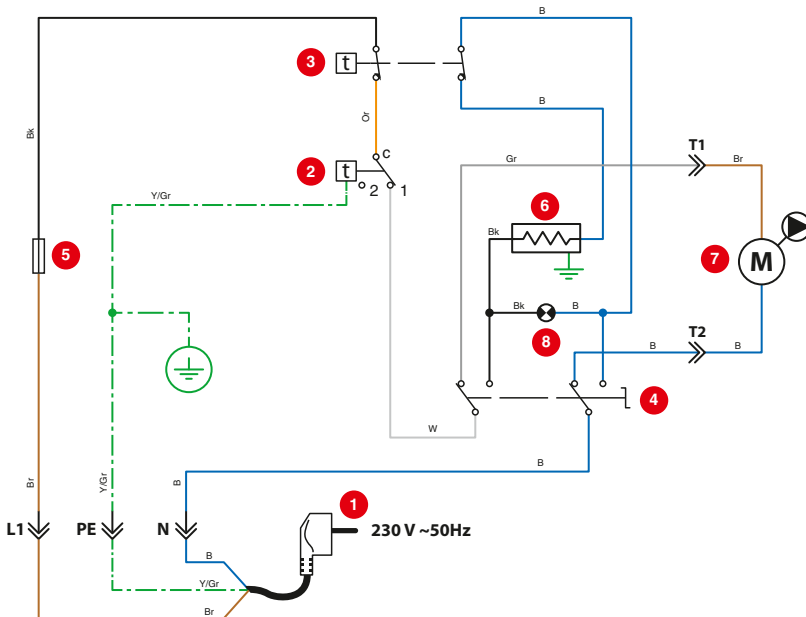 B
3
t
B
Bk
Or
T1
C
Gr
Br
2
t
2
1
Y/Gr
6
Bk
7
M
5
Bk
B
8
T2
B
B
4
W
B
Br
Y/Gr
B
1
L1
PE
N
230 V ~50Hz
B
Y/Gr
Br